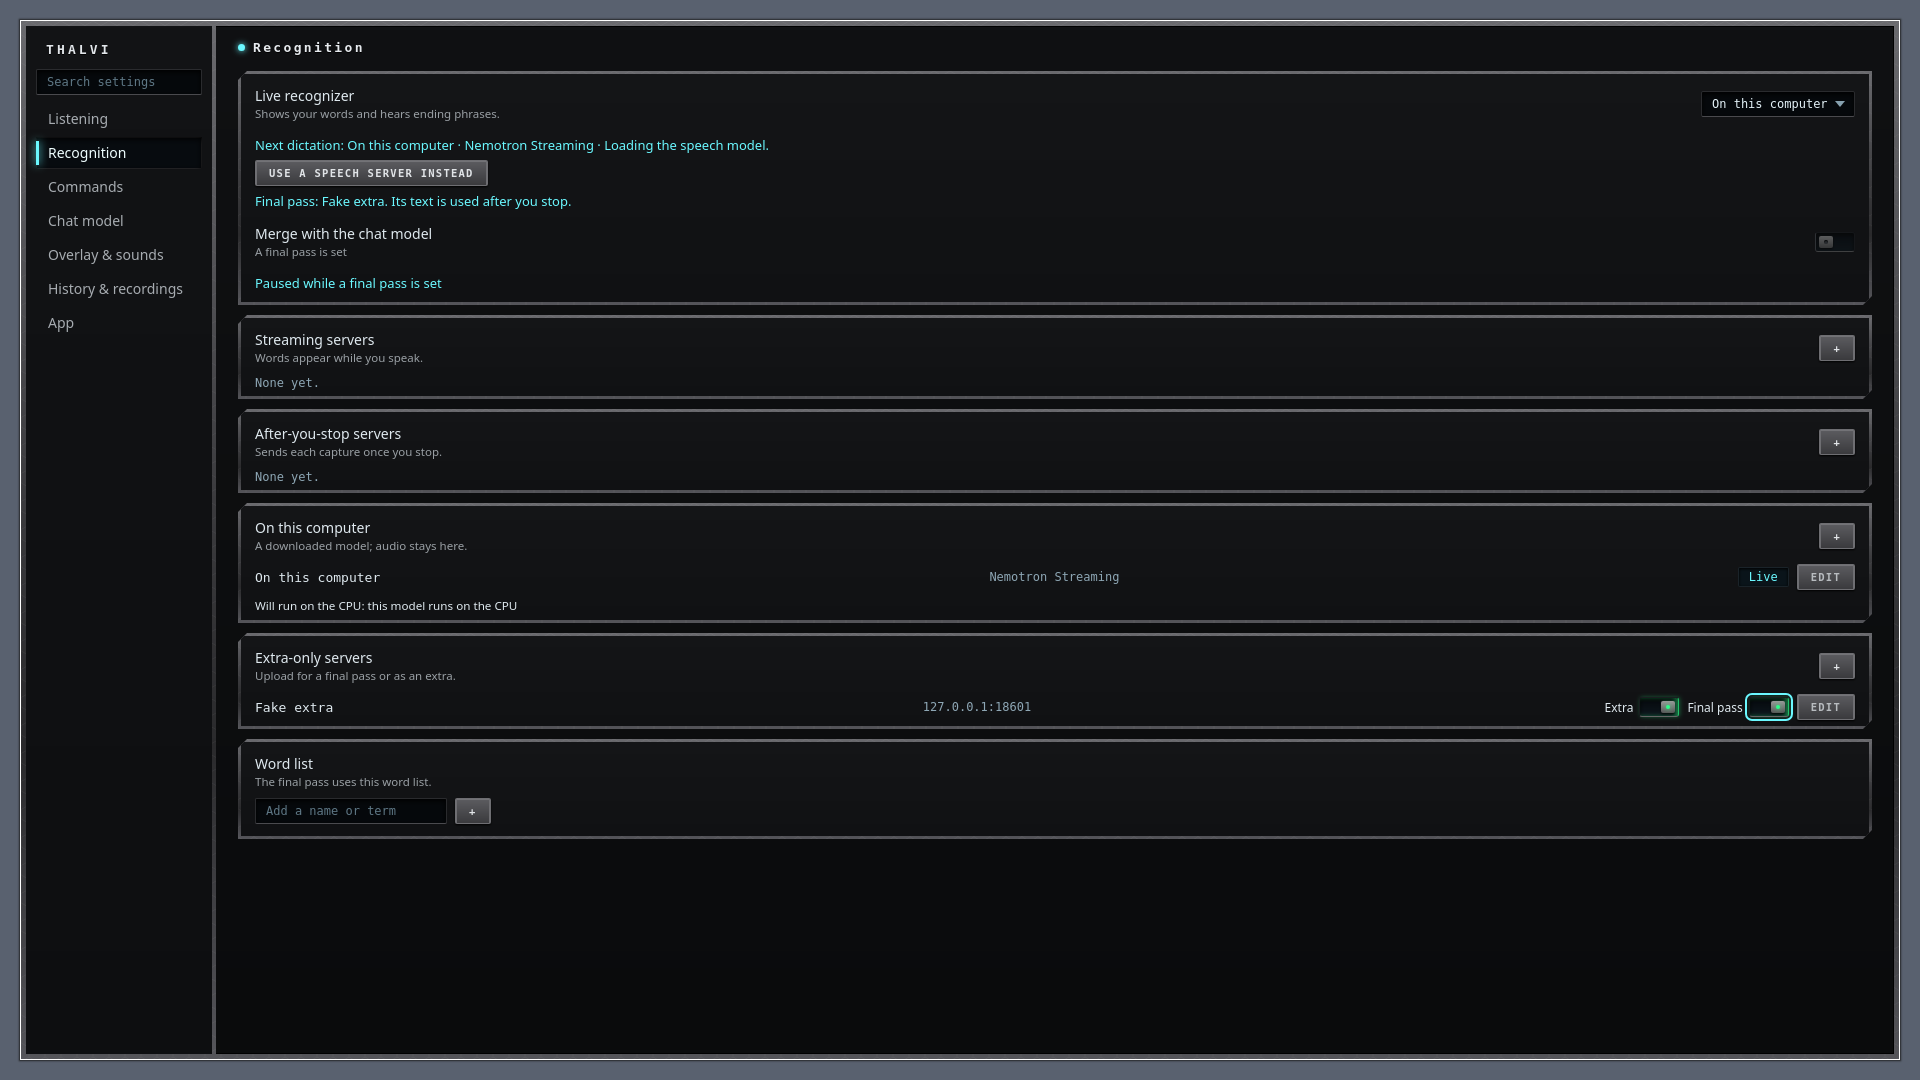 THALVI
Search settings
Listening
Recognition
Commands
Chat model
Overlay & sounds
History & recordings
App
Recognition
Live recognizer
Shows your words and hears ending phrases.
On this computer
Next dictation: On this computer · Nemotron Streaming · Loading the speech model.
USE A SPEECH SERVER INSTEAD
Final pass: Fake extra. Its text is used after you stop.
Merge with the chat model
A final pass is set
Paused while a final pass is set
Streaming servers
Words appear while you speak.
+
None yet.
After-you-stop servers
Sends each capture once you stop.
+
None yet.
On this computer
A downloaded model; audio stays here.
+
On this computer Nemotron Streaming Live EDIT
Will run on the CPU: this model runs on the CPU
Extra-only servers
Upload for a final pass or as an extra.
+
Fake extra 127.0.0.1:18601 Extra Final pass EDIT
Word list
The final pass uses this word list.
Add a name or term +